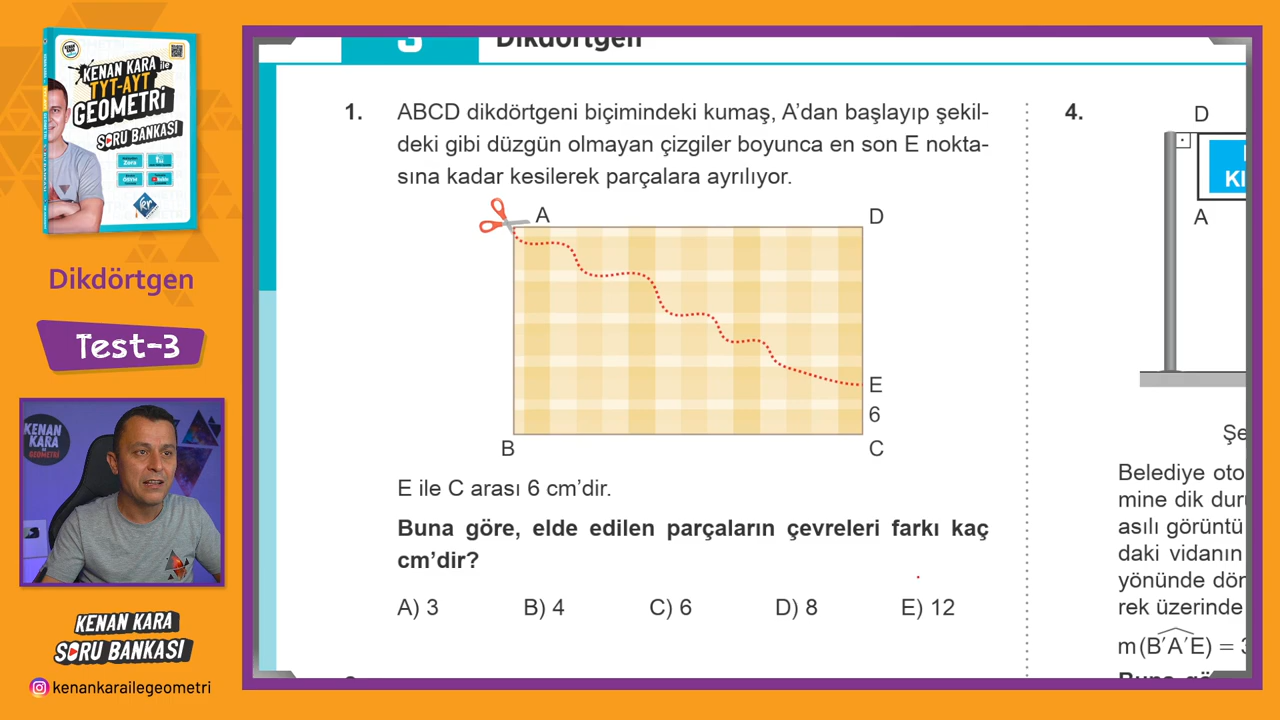 KENAN KARA ile
TYT-AYT
GEOMETRİ
SORU BANKASI
Dikdörtgen
Test-3
KENAN
KARA
GEOMETRİ
KENAN KARA
SORU BANKASI
kenankarailegeometri
3 Dikdörtgen
1. ABCD dikdörtgeni biçimindeki kumaş, A’dan başlayıp şekil-
deki gibi düzgün olmayan çizgiler boyunca en son E nokta-
sına kadar kesilerek parçalara ayrılıyor.
A
D
E
6
B
C
E ile C arası 6 cm’dir.
Buna göre, elde edilen parçaların çevreleri farkı kaç
cm’dir?
A) 3 B) 4 C) 6 D) 8 E) 12
4.
D
KI
A
Şe
Belediye oto
mine dik duru
asılı görüntü
daki vidanın
yönünde dön
rek üzerinde
m(B′A′E) = 3